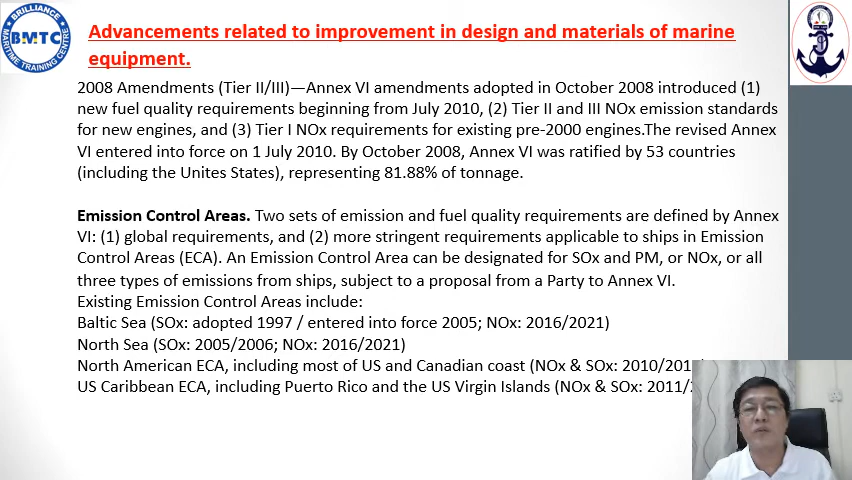 BRILLIANCE
BMTC
MARITIME TRAINING CENTRE
Advancements related to improvement in design and materials of marine
equipment.
2008 Amendments (Tier II/III)—Annex VI amendments adopted in October 2008 introduced (1)
new fuel quality requirements beginning from July 2010, (2) Tier II and III NOx emission standards
for new engines, and (3) Tier I NOx requirements for existing pre-2000 engines.The revised Annex
VI entered into force on 1 July 2010. By October 2008, Annex VI was ratified by 53 countries
(including the Unites States), representing 81.88% of tonnage.
Emission Control Areas. Two sets of emission and fuel quality requirements are defined by Annex
VI: (1) global requirements, and (2) more stringent requirements applicable to ships in Emission
Control Areas (ECA). An Emission Control Area can be designated for SOx and PM, or NOx, or all
three types of emissions from ships, subject to a proposal from a Party to Annex VI.
Existing Emission Control Areas include:
Baltic Sea (SOx: adopted 1997 / entered into force 2005; NOx: 2016/2021)
North Sea (SOx: 2005/2006; NOx: 2016/2021)
North American ECA, including most of US and Canadian coast (NOx & SOx:
US Caribbean ECA, including Puerto Rico and the US Virgin Islands (NOx & SOx: